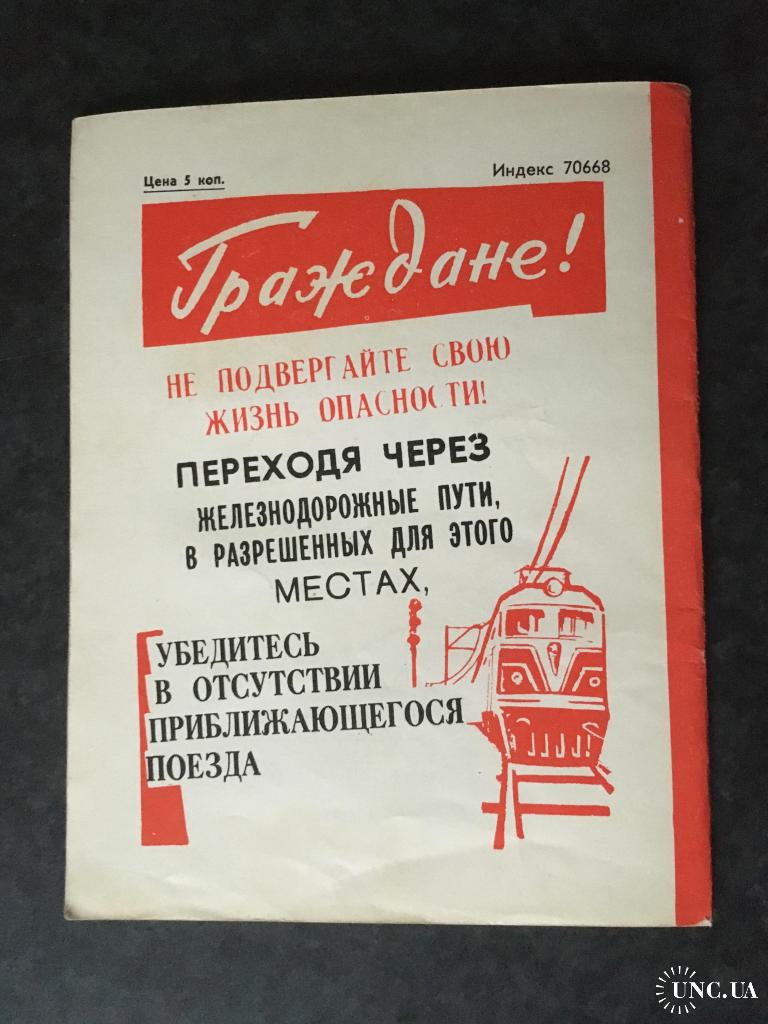 Цена 5 коп.
Индекс 70668
Граждане!
НЕ ПОДВЕРГАЙТЕ СВОЮ
ЖИЗНЬ ОПАСНОСТИ!
ПЕРЕХОДЯ ЧЕРЕЗ
ЖЕЛЕЗНОДОРОЖНЫЕ ПУТИ,
В РАЗРЕШЕННЫХ ДЛЯ ЭТОГО
МЕСТАХ,
УБЕДИТЕСЬ
В ОТСУТСТВИИ
ПРИБЛИЖАЮЩЕГОСЯ
ПОЕЗДА
UNC.UA